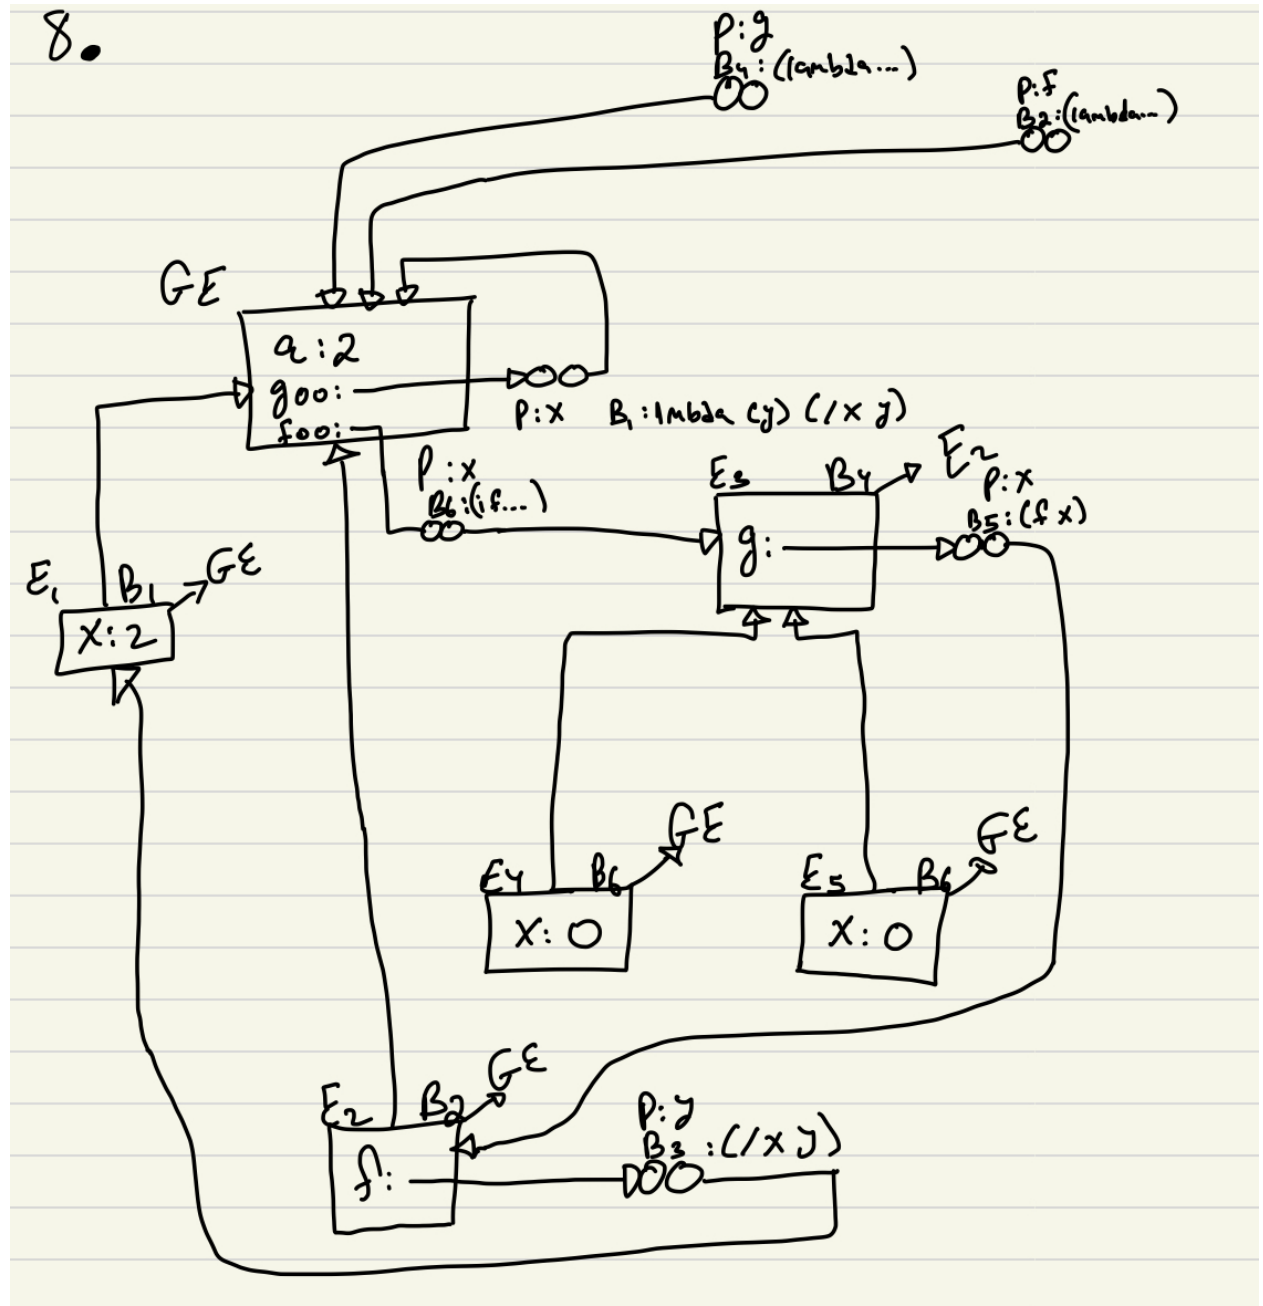 8.
P:g
B4:(lambda...)
P:f
B2:(lambda...)
GE
a:2
goo:
foo:
P:x B1:lmbda (y) (/x y)
P:x
B6:(if...)
E3 B4 E2
g:
P:x
B5:(f x)
E1 B1 GE
x:2
E4 B6 GE
x:0
E5 B6 GE
x:0
E2 B2 GE
f:
P:y
B3:(/x y)